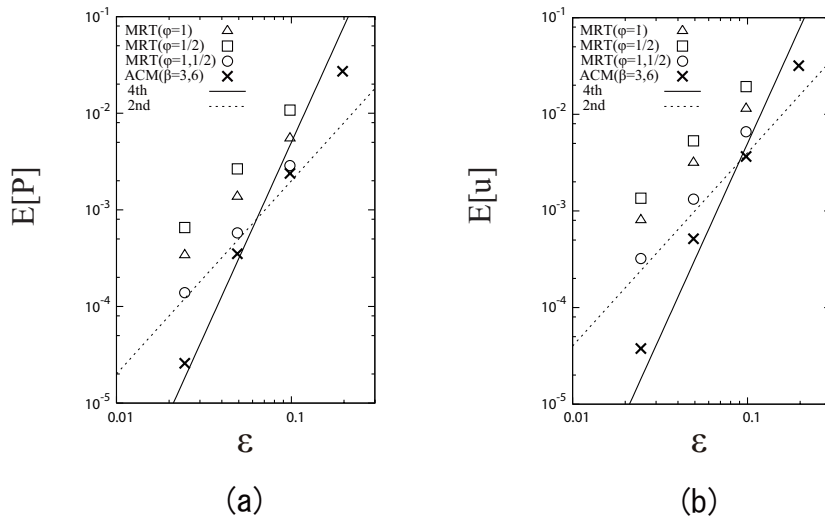 10^-1
MRT(φ=1)
MRT(φ=1/2)
MRT(φ=1,1/2)
ACM(β=3,6)
4th
2nd
10^-2
10^-3
10^-4
10^-5
E[P]
0.01
0.1
ε
(a)
10^-1
MRT(φ=1)
MRT(φ=1/2)
MRT(φ=1,1/2)
ACM(β=3,6)
4th
2nd
10^-2
10^-3
10^-4
10^-5
E[u]
0.01
0.1
ε
(b)